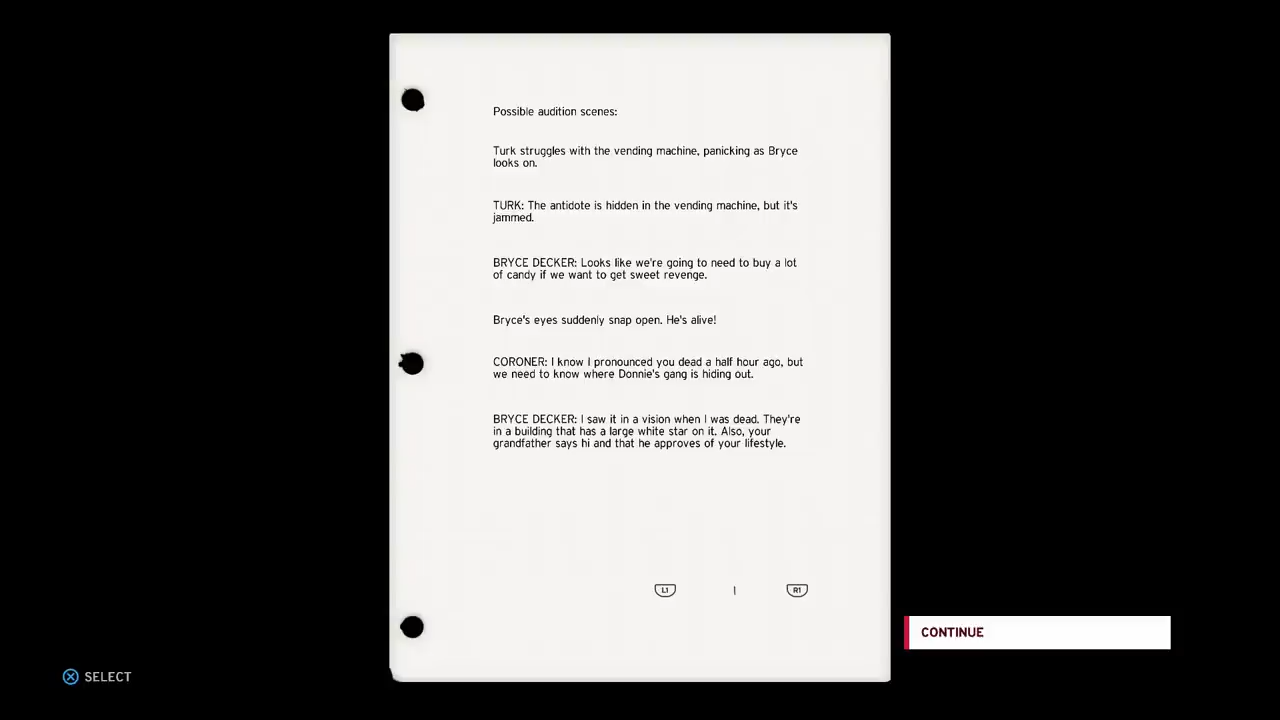 Possible audition scenes:
Turk struggles with the vending machine, panicking as Bryce
looks on.
TURK: The antidote is hidden in the vending machine, but it's
jammed.
BRYCE DECKER: Looks like we're going to need to buy a lot
of candy if we want to get sweet revenge.
Bryce's eyes suddenly snap open. He's alive!
CORONER: I know I pronounced you dead a half hour ago, but
we need to know where Donnie's gang is hiding out.
BRYCE DECKER: I saw it in a vision when I was dead. They're
in a building that has a large white star on it. Also, your
grandfather says hi and that he approves of your lifestyle.
L1 1 R1
CONTINUE
SELECT